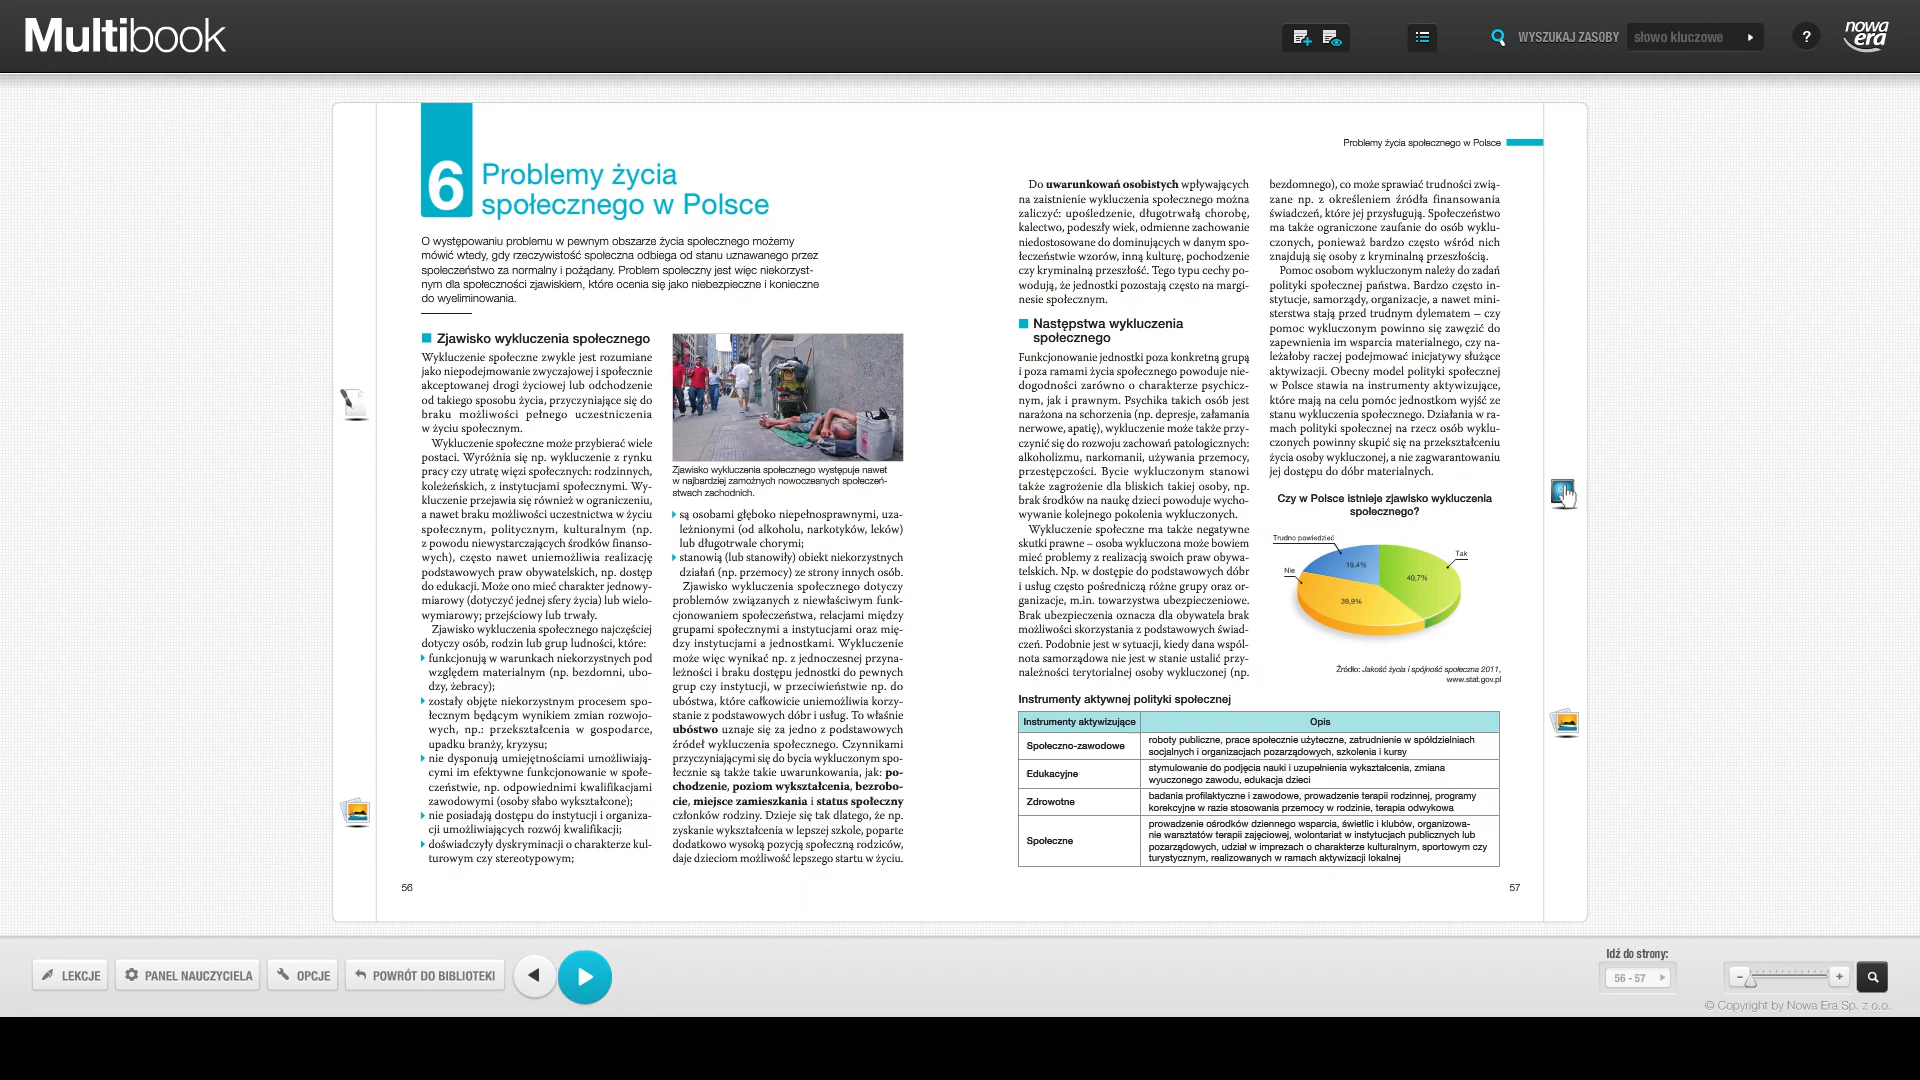 Multibook
WYSZUKAJ ZASOBY
słowo kluczowe
?
nowa
era
6
Problemy życia
społecznego w Polsce
O występowaniu problemu w pewnym obszarze życia społecznego możemy
mówić wtedy, gdy rzeczywistość społeczna odbiega od stanu uznawanego przez
społeczeństwo za normalny i pożądany. Problem społeczny jest więc niekorzyst-
nym dla społeczności zjawiskiem, które ocenia się jako niebezpieczne i konieczne
do wyeliminowania.
Zjawisko wykluczenia społecznego
Wykluczenie społeczne zwykle jest rozumiane
jako niepodejmowanie zwyczajowej i społecznie
akceptowanej drogi życiowej lub odchodzenie
od takiego sposobu życia, przyczyniające się do
braku możliwości pełnego uczestniczenia
w życiu społecznym.
Wykluczenie społeczne może przybierać wiele
postaci. Wyróżnia się np. wykluczenie z rynku
pracy czy utratę więzi społecznych: rodzinnych,
koleżeńskich, z instytucjami społecznymi. Wy-
kluczenie przejawia się również w ograniczeniu,
a nawet braku możliwości uczestnictwa w życiu
społecznym, politycznym, kulturalnym (np.
z powodu niewystarczających środków finanso-
wych), często nawet uniemożliwia realizację
podstawowych praw obywatelskich, np. dostęp
do edukacji. Może ono mieć charakter jednowy-
miarowy (dotyczyć jednej sfery życia) lub wielo-
wymiarowy; przejściowy lub trwały.
Zjawisko wykluczenia społecznego najczęściej
dotyczy osób, rodzin lub grup ludności, które:
funkcjonują w warunkach niekorzystnych pod
względem materialnym (np. bezdomni, ubo-
dzy, żebracy);
zostały objęte niekorzystnym procesem spo-
łecznym będącym wynikiem zmian rozwojo-
wych, np.: przekształcenia w gospodarce,
upadku branży, kryzysu;
nie dysponują umiejętnościami umożliwiają-
cymi im efektywne funkcjonowanie w społe-
czeństwie, np. odpowiednimi kwalifikacjami
zawodowymi (osoby słabo wykształcone);
nie posiadają dostępu do instytucji i organiza-
cji umożliwiających rozwój kwalifikacji;
doświadczyły dyskryminacji o charakterze kul-
turowym czy stereotypowym;
Zjawisko wykluczenia społecznego występuje nawet
w najbardziej zamożnych nowoczesnych społeczeń-
stwach zachodnich.
są osobami głęboko niepełnosprawnymi, uza-
leżnionymi (od alkoholu, narkotyków, leków)
lub długotrwale chorymi;
stanowią (lub stanowiły) obiekt niekorzystnych
działań (np. przemocy) ze strony innych osób.
Zjawisko wykluczenia społecznego dotyczy
problemów związanych z niewłaściwym funk-
cjonowaniem społeczeństwa, relacjami między
grupami społecznymi a instytucjami oraz mię-
dzy instytucjami a jednostkami. Wykluczenie
może więc wynikać np. z jednoczesnej przyna-
leżności i braku dostępu jednostki do pewnych
grup czy instytucji, w przeciwieństwie np. do
ubóstwa, które całkowicie uniemożliwia korzy-
stanie z podstawowych dóbr i usług. To właśnie
ubóstwo uznaje się za jedno z podstawowych
źródeł wykluczenia społecznego. Czynnikami
przyczyniającymi się do bycia wykluczonym spo-
łecznie są także takie uwarunkowania, jak: po-
chodzenie, poziom wykształcenia, bezrobo-
cie, miejsce zamieszkania i status społeczny
członków rodziny. Dzieje się tak dlatego, że np.
zyskanie wykształcenia w lepszej szkole, poparte
dodatkowo wysoką pozycją społeczną rodziców,
daje dzieciom możliwość lepszego startu w życiu.
56
Problemy życia społecznego w Polsce
Do uwarunkowań osobistych wpływających
na zaistnienie wykluczenia społecznego można
zaliczyć: upośledzenie, długotrwałą chorobę,
kalectwo, podeszły wiek, odmienne zachowanie
niedostosowane do dominujących w danym spo-
łeczeństwie wzorów, inną kulturę, pochodzenie
czy kryminalną przeszłość. Tego typu cechy po-
wodują, że jednostki pozostają często na margi-
nesie społecznym.
Następstwa wykluczenia
społecznego
Funkcjonowanie jednostki poza konkretną grupą
i poza ramami życia społecznego powoduje nie-
dogodności zarówno o charakterze psychicz-
nym, jak i prawnym. Psychika takich osób jest
narażona na schorzenia (np. depresje, załamania
nerwowe, apatię), wykluczenie może także przy-
czynić się do rozwoju zachowań patologicznych:
alkoholizmu, narkomanii, używania przemocy,
przestępczości. Bycie wykluczonym stanowi
także zagrożenie dla bliskich takiej osoby, np.
brak środków na naukę dzieci powoduje wycho-
wywanie kolejnego pokolenia wykluczonych.
Wykluczenie społeczne ma także negatywne
skutki prawne – osoba wykluczona może bowiem
mieć problemy z realizacją swoich praw obywa-
telskich. Np. w dostępie do podstawowych dóbr
i usług często pośredniczą różne grupy oraz or-
ganizacje, m.in. towarzystwa ubezpieczeniowe.
Brak ubezpieczenia oznacza dla obywatela brak
możliwości skorzystania z podstawowych świad-
czeń. Podobnie jest w sytuacji, kiedy dana wspól-
nota samorządowa nie jest w stanie ustalić przy-
należności terytorialnej osoby wykluczonej (np.
bezdomnego), co może sprawiać trudności zwią-
zane np. z określeniem źródła finansowania
świadczeń, które jej przysługują. Społeczeństwo
ma także ograniczone zaufanie do osób wyklu-
czonych, ponieważ bardzo często wśród nich
znajdują się osoby z kryminalną przeszłością.
Pomoc osobom wykluczonym należy do zadań
polityki społecznej państwa. Bardzo często in-
stytucje, samorządy, organizacje, a nawet mini-
sterstwa stają przed trudnym dylematem – czy
pomoc wykluczonym powinno się zawęzić do
zapewnienia im wsparcia materialnego, czy na-
leżałoby raczej podejmować inicjatywy służące
aktywizacji. Obecny model polityki społecznej
w Polsce stawia na instrumenty aktywizujące,
które mają na celu pomóc jednostkom wyjść ze
stanu wykluczenia społecznego. Działania w ra-
mach polityki społecznej na rzecz osób wyklu-
czonych powinny skupić się na przekształceniu
życia osoby wykluczonej, a nie zagwarantowaniu
jej dostępu do dóbr materialnych.
Czy w Polsce istnieje zjawisko wykluczenia
społecznego?
Trudno powiedzieć
Tak
Nie
19,4%
40,7%
39,9%
Źródło: Jakość życia i spójność społeczna 2011,
www.stat.gov.pl
Instrumenty aktywnej polityki społecznej
Instrumenty aktywizujące Opis
Społeczno-zawodowe
roboty publiczne, prace społecznie użyteczne, zatrudnienie w spółdzielniach
socjalnych i organizacjach pozarządowych, szkolenia i kursy
Edukacyjne
stymulowanie do podjęcia nauki i uzupełnienia wykształcenia, zmiana
wyuczonego zawodu, edukacja dzieci
Zdrowotne
badania profilaktyczne i zawodowe, prowadzenie terapii rodzinnej, programy
korekcyjne w razie stosowania przemocy w rodzinie, terapia odwykowa
Społeczne
prowadzenie ośrodków dziennego wsparcia, świetlic i klubów, organizowa-
nie warsztatów terapii zajęciowej, wolontariat w instytucjach publicznych lub
pozarządowych, udział w imprezach o charakterze kulturalnym, sportowym czy
turystycznym, realizowanych w ramach aktywizacji lokalnej
57
LEKCJE
PANEL NAUCZYCIELA
OPCJE
POWRÓT DO BIBLIOTEKI
Idź do strony:
56 - 57
© Copyright by Nowa Era Sp. z o.o.